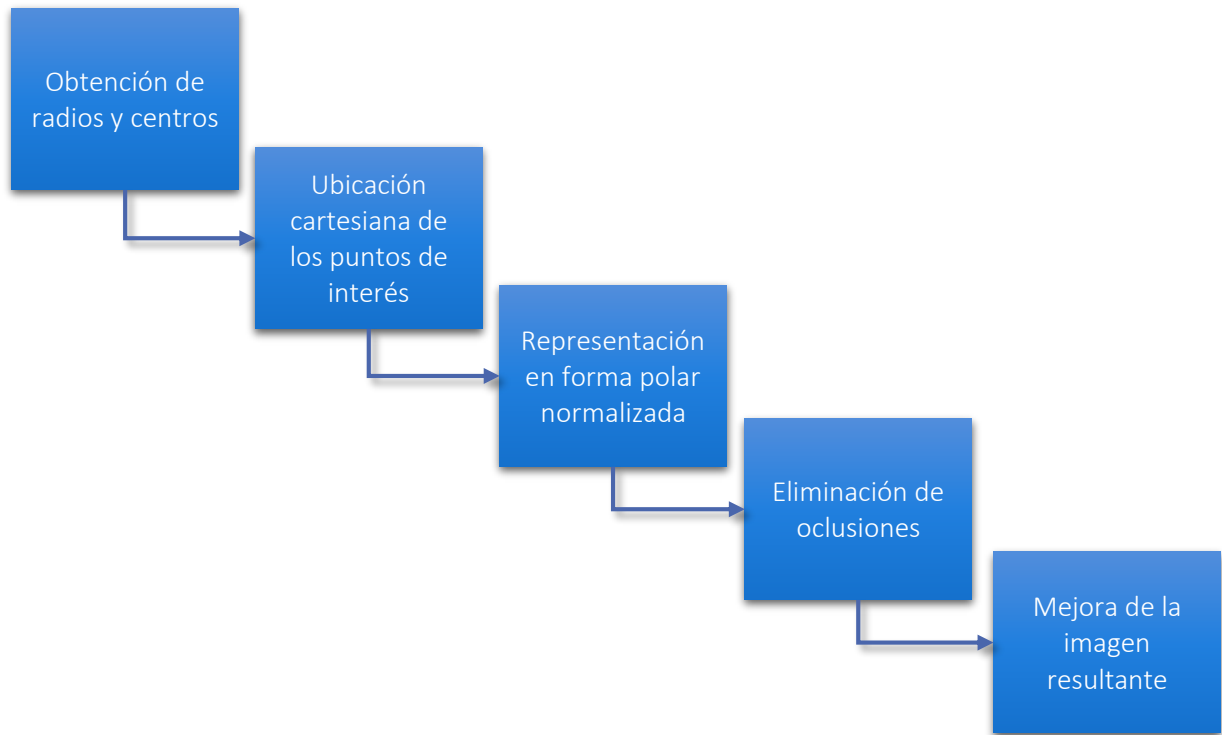 Obtención de
radios y centros
Ubicación
cartesiana de
los puntos de
interés
Representación
en forma polar
normalizada
Eliminación de
oclusiones
Mejora de la
imagen
resultante